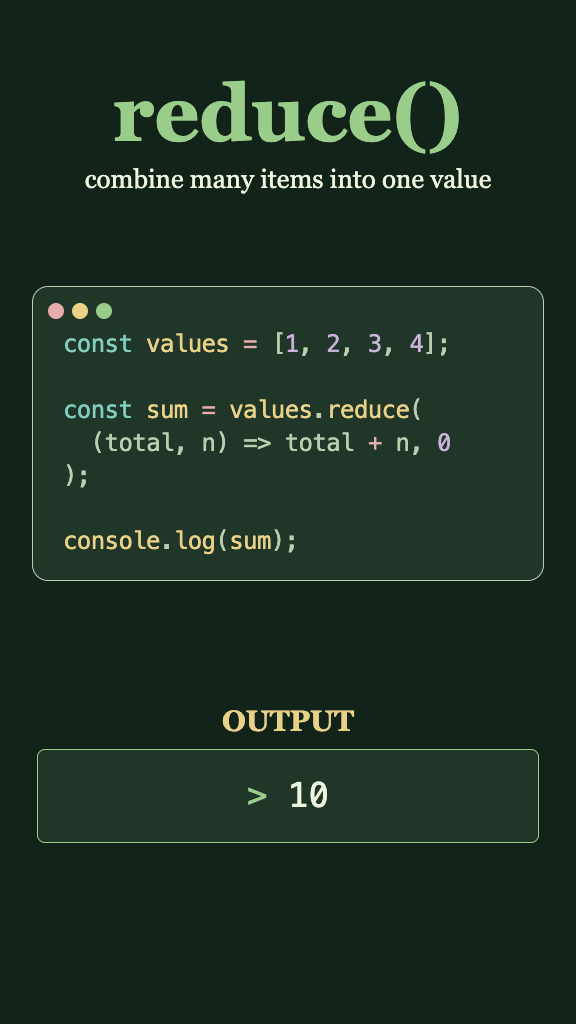 reduce()
combine many items into one value
const values = [1, 2, 3, 4];
const sum = values.reduce(
  (total, n) => total + n, 0
);
console.log(sum);
OUTPUT
> 10